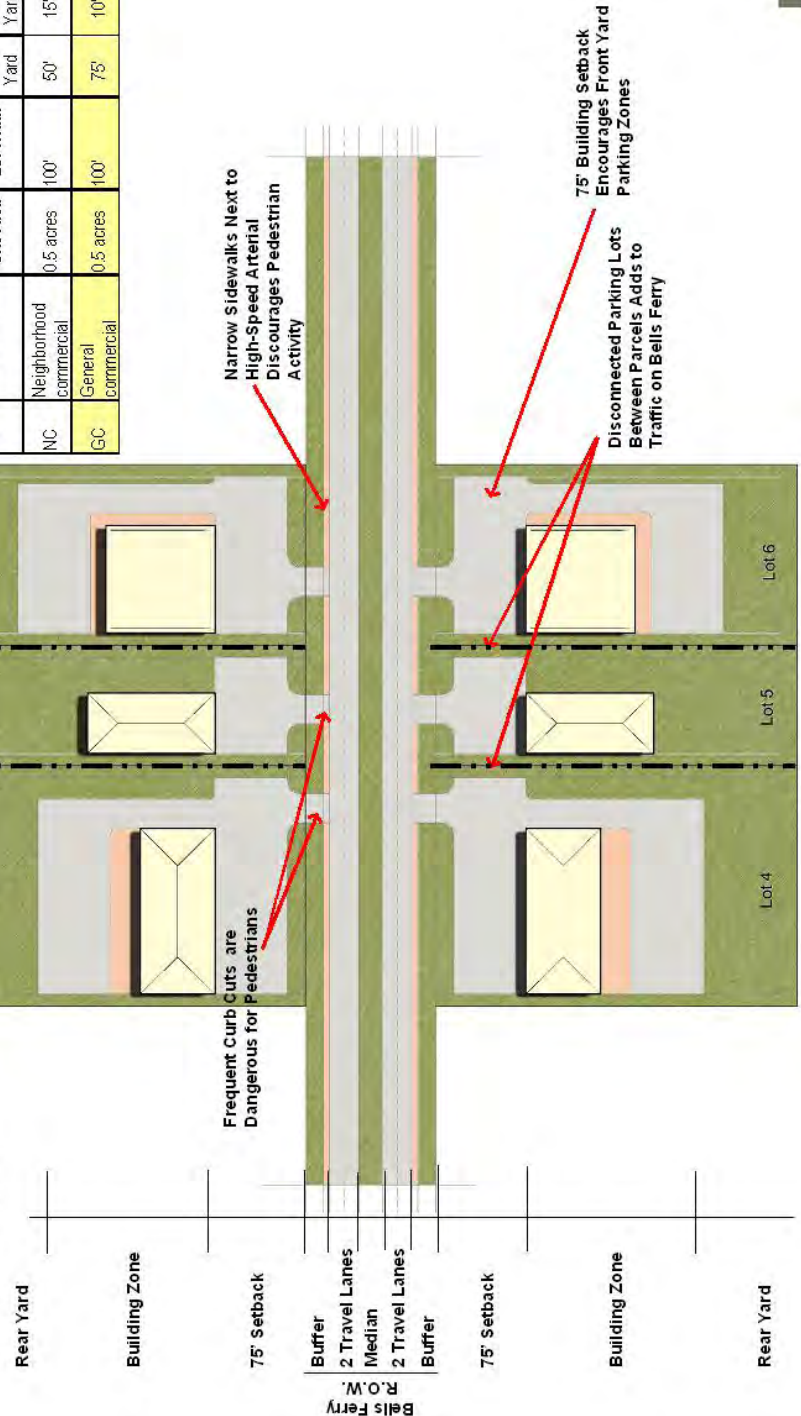 Yard
NC Neighborhood commercial 0.5 acres 100' 50' 15'
GC General commercial 0.5 acres 100' 75' 10'
Narrow Sidewalks Next to
High-Speed Arterial
Discourages Pedestrian
Activity
75' Building Setback
Encourages Front Yard
Parking Zones
Disconnected Parking Lots
Between Parcels Adds to
Traffic on Bells Ferry
Frequent Curb Cuts are
Dangerous for Pedestrians
Lot 4
Lot 5
Lot 6
Rear Yard
Building Zone
75' Setback
Buffer
2 Travel Lanes
Median
2 Travel Lanes
Buffer
Bells Ferry
R.O.W.
75' Setback
Building Zone
Rear Yard